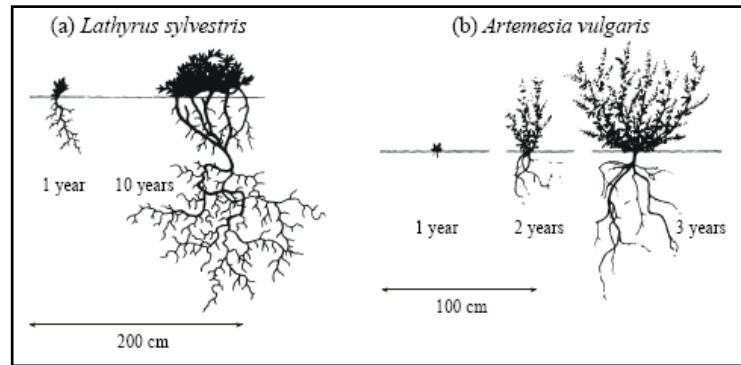 (a) Lathyrus sylvestris
1 year
10 years
200 cm
(b) Artemesia vulgaris
1 year
2 years
3 years
100 cm